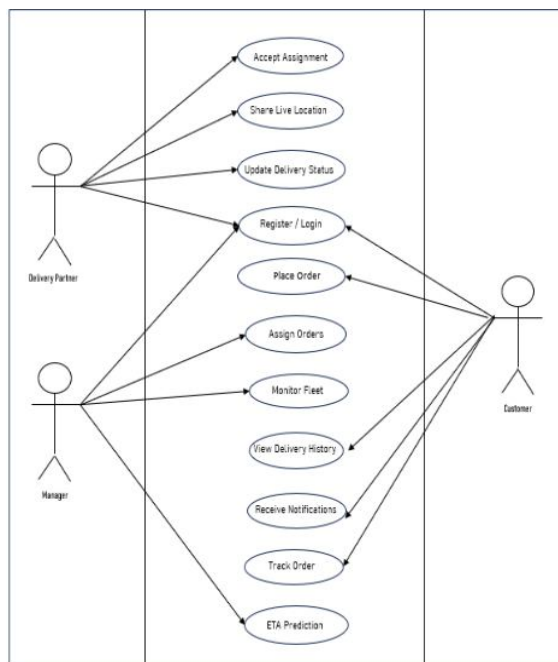 Accept Assignment
Share Live Location
Update Delivery Status
Register / Login
Delivery Partner
Place Order
Assign Orders
Monitor Fleet
Customer
View Delivery History
Manager
Receive Notifications
Track Order
ETA Prediction